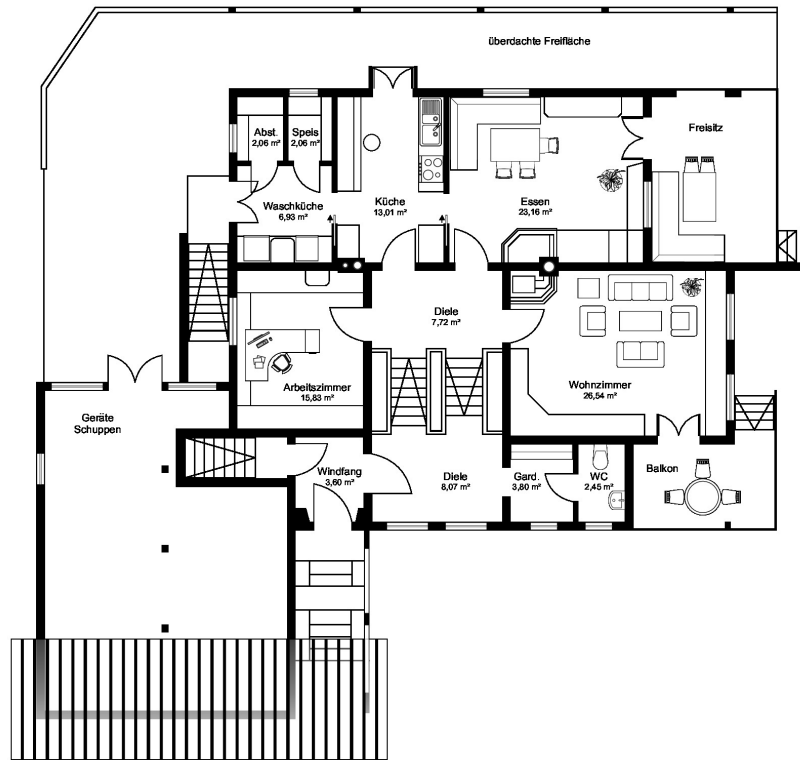 überdachte Freifläche
Abst.
2,06 m²
Speis
2,06 m²
Freisitz
Waschküche
6,93 m²
Küche
13,01 m²
Essen
23,16 m²
Diele
7,72 m²
Arbeitszimmer
15,83 m²
Wohnzimmer
26,54 m²
Geräte
Schuppen
Windfang
3,60 m²
Diele
8,07 m²
Gard.
3,80 m²
WC
2,45 m²
Balkon